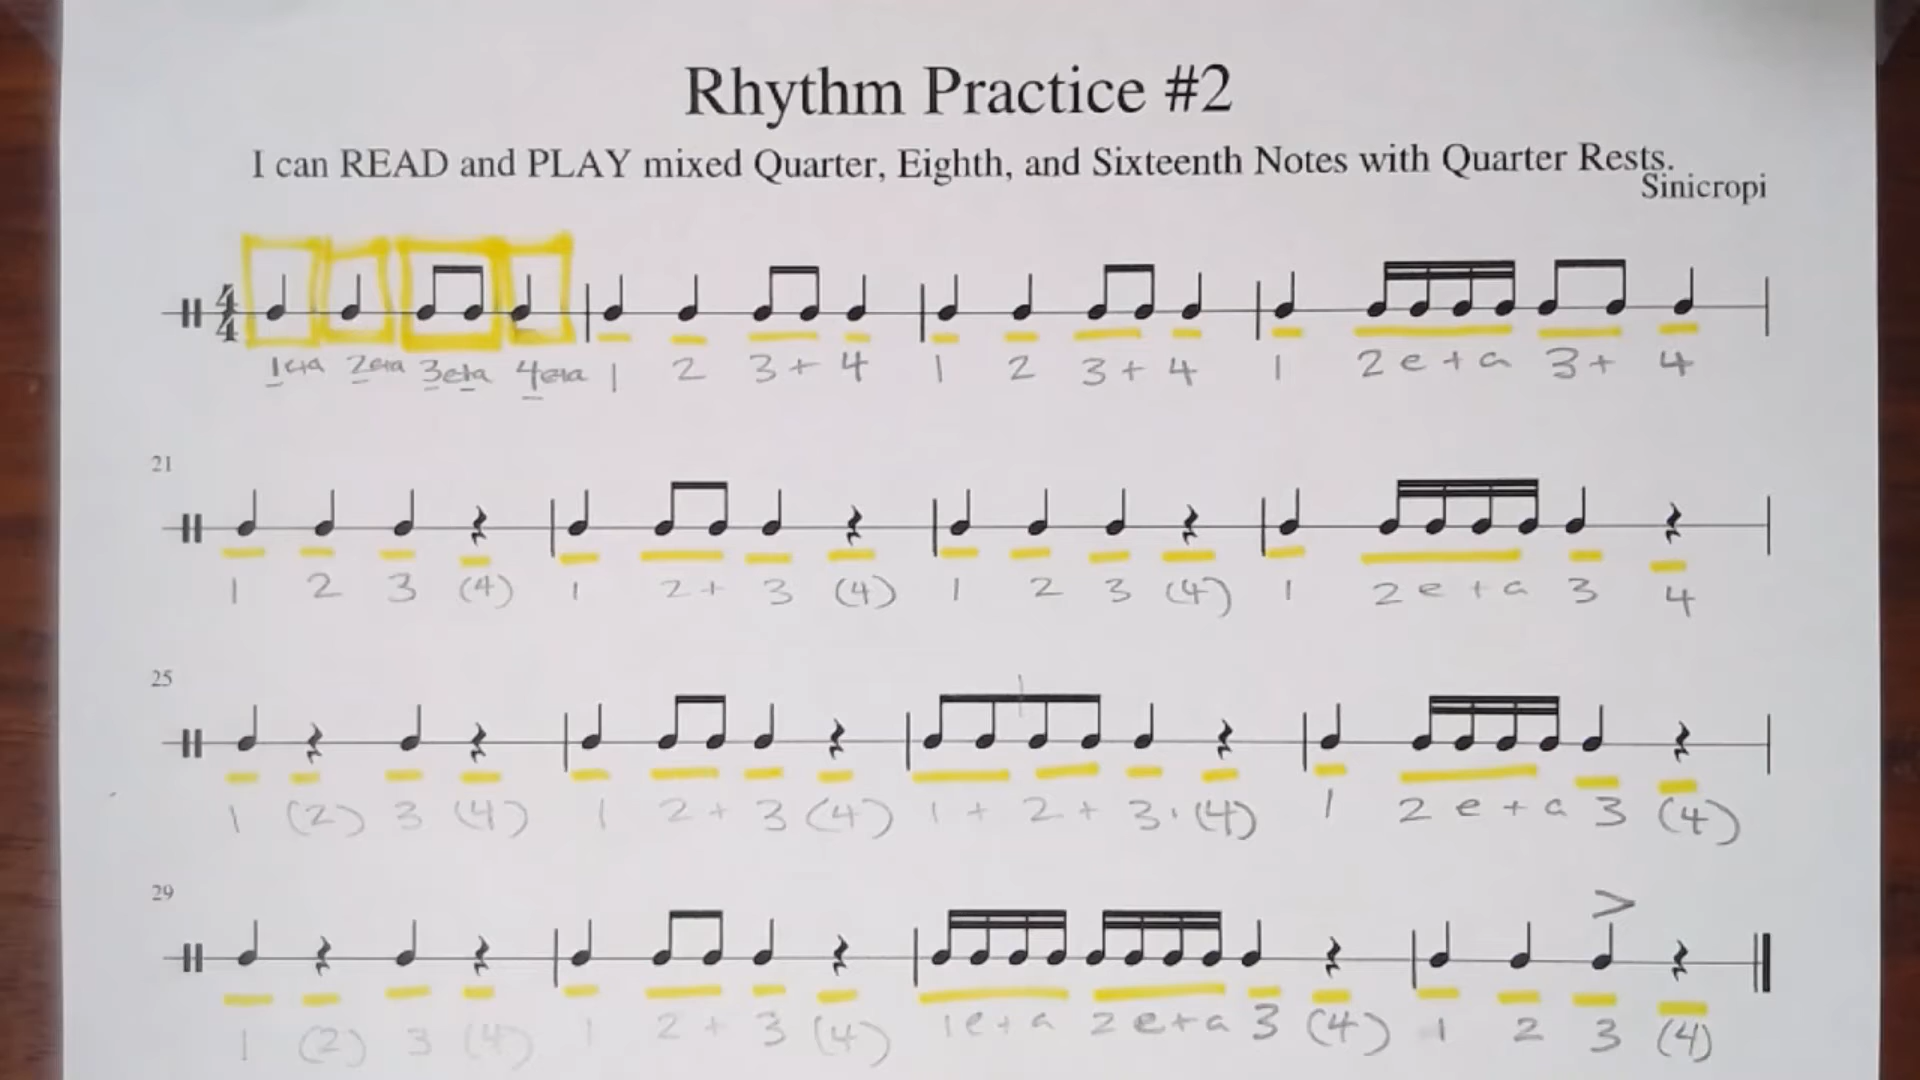 Rhythm Practice #2
I can READ and PLAY mixed Quarter, Eighth, and Sixteenth Notes with Quarter Rests.
Sinicropi
4/4
1e+a 2e+a 3e+a 4e+a 1 2 3 + 4 1 2 3 + 4 1 2 e + a 3 + 4
21
1 2 3 (4) 1 2 + 3 (4) 1 2 3 (4) 1 2 e + a 3 4
25
1 (2) 3 (4) 1 2 + 3 (4) 1 + 2 + 3 (4) 1 2 e + a 3 (4)
29
>
1 (2) 3 (4) 1 2 + 3 (4) 1 e + a 2 e + a 3 (4) 1 2 3 (4)